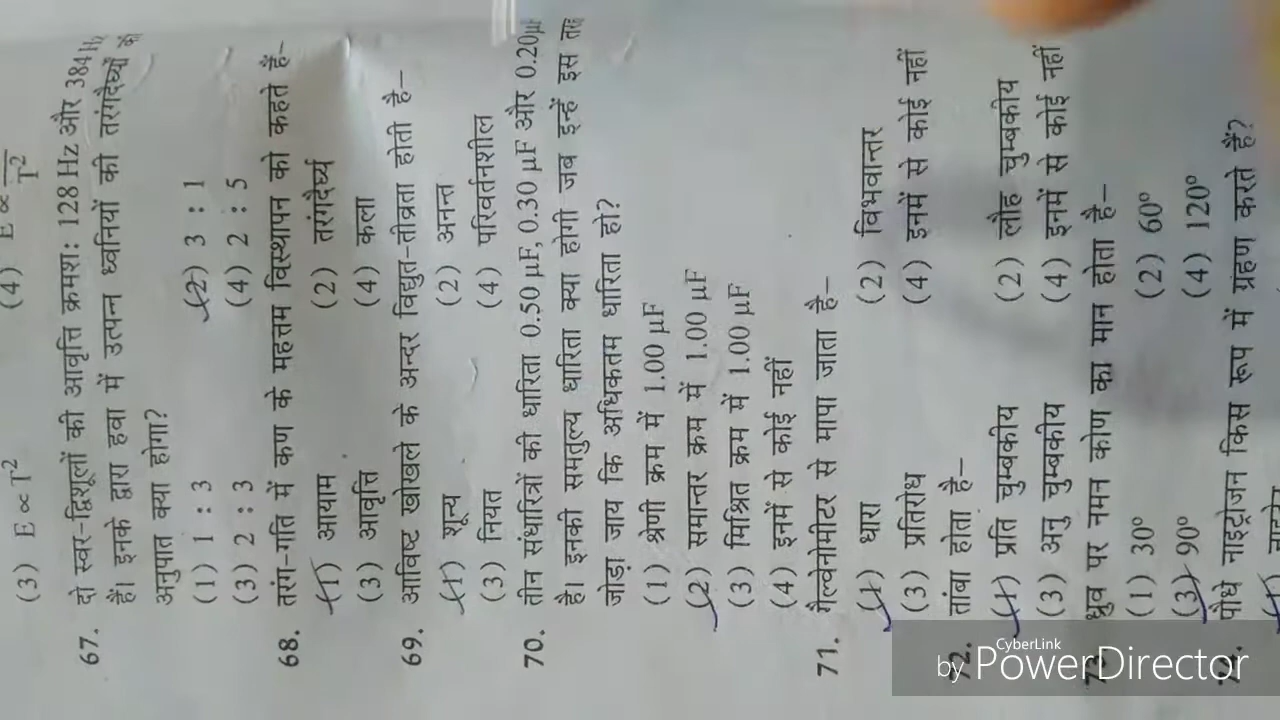 (3) E ∝ T² (4) E ∝ 1/T²
67. दो स्वर-द्विशूलों की आवृत्ति क्रमशः 128 Hz और 384 Hz
हैं। इनके द्वारा हवा में उत्पन्न ध्वनियों की तरंगदैर्ध्यों
अनुपात क्या होगा?
(1) 1 : 3 (2) 3 : 1
(3) 2 : 3 (4) 2 : 5
68. तरंग-गति में कण के महत्तम विस्थापन को कहते हैं-
(1) आयाम (2) तरंगदैर्ध्य
(3) आवृत्ति (4) कला
69. आविष्ट खोखले के अन्दर विद्युत-तीव्रता होती है-
(1) शून्य (2) अनन्त
(3) नियत (4) परिवर्तनशील
70. तीन संधारित्रों की धारिता 0.50 μF, 0.30 μF और 0.20μF
है। इनकी समतुल्य धारिता क्या होगी जब इन्हें इस
जोड़ा जाय कि अधिकतम धारिता हो?
(1) श्रेणी क्रम में 1.00 μF
(2) समान्तर क्रम में 1.00 μF
(3) मिश्रित क्रम में 1.00 μF
(4) इनमें से कोई नहीं
71. गैल्वेनोमीटर से मापा जाता है-
(1) धारा (2) विभवान्तर
(3) प्रतिरोध (4) इनमें से कोई नहीं
72. तांबा होता है-
(1) प्रति चुम्बकीय (2) लौह चुम्बकीय
(3) अनु चुम्बकीय (4) इनमें से कोई नहीं
73. ध्रुव पर नमन कोण का मान होता है-
(1) 30° (2) 60°
(3) 90° (4) 120°
74. पौधे नाइट्रोजन किस रूप में ग्रहण करते हैं?
(1)
by CyberLink PowerDirector